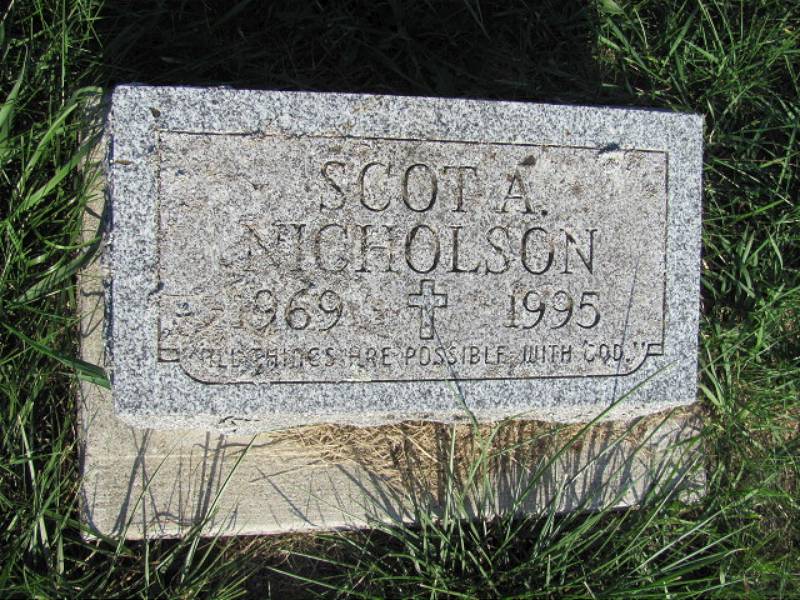 SCOT A.
NICHOLSON
1969 1995
"ALL THINGS ARE POSSIBLE WITH GOD."